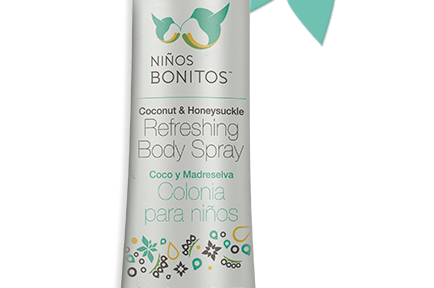 NIÑOS
BONITOS™
Coconut & Honeysuckle
Refreshing
Body Spray
Coco y Madreselva
Colonia
para niños